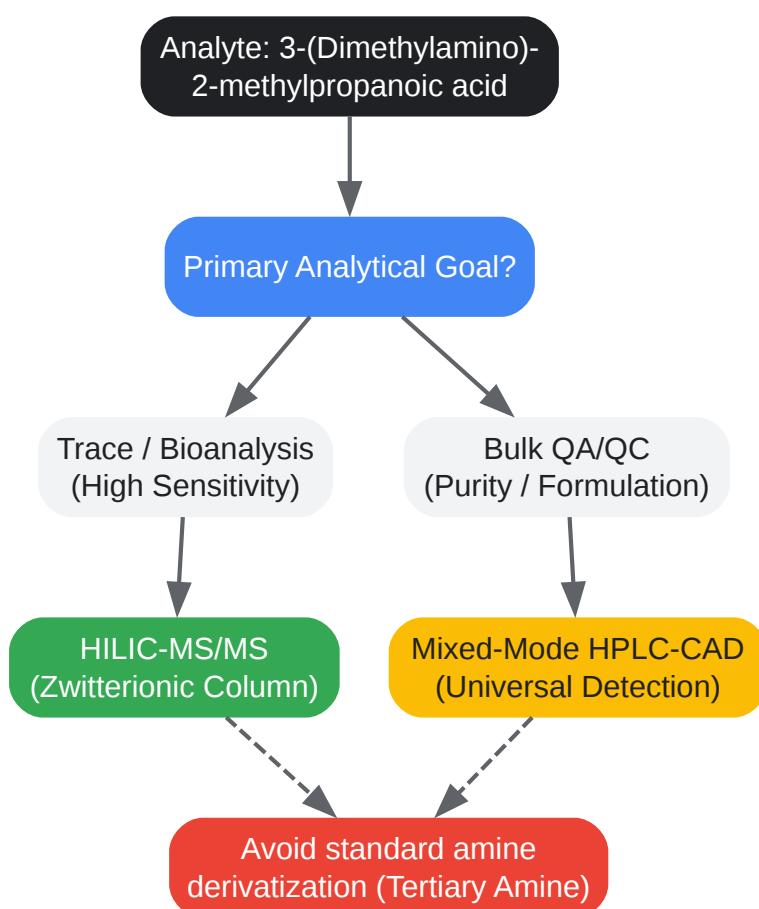 Analyte: 3-(Dimethylamino)-
2-methylpropanoic acid
Primary Analytical Goal?
Trace / Bioanalysis
(High Sensitivity)
Bulk QA/QC
(Purity / Formulation)
HILIC-MS/MS
(Zwitterionic Column)
Mixed-Mode HPLC-CAD
(Universal Detection)
Avoid standard amine
derivatization (Tertiary Amine)